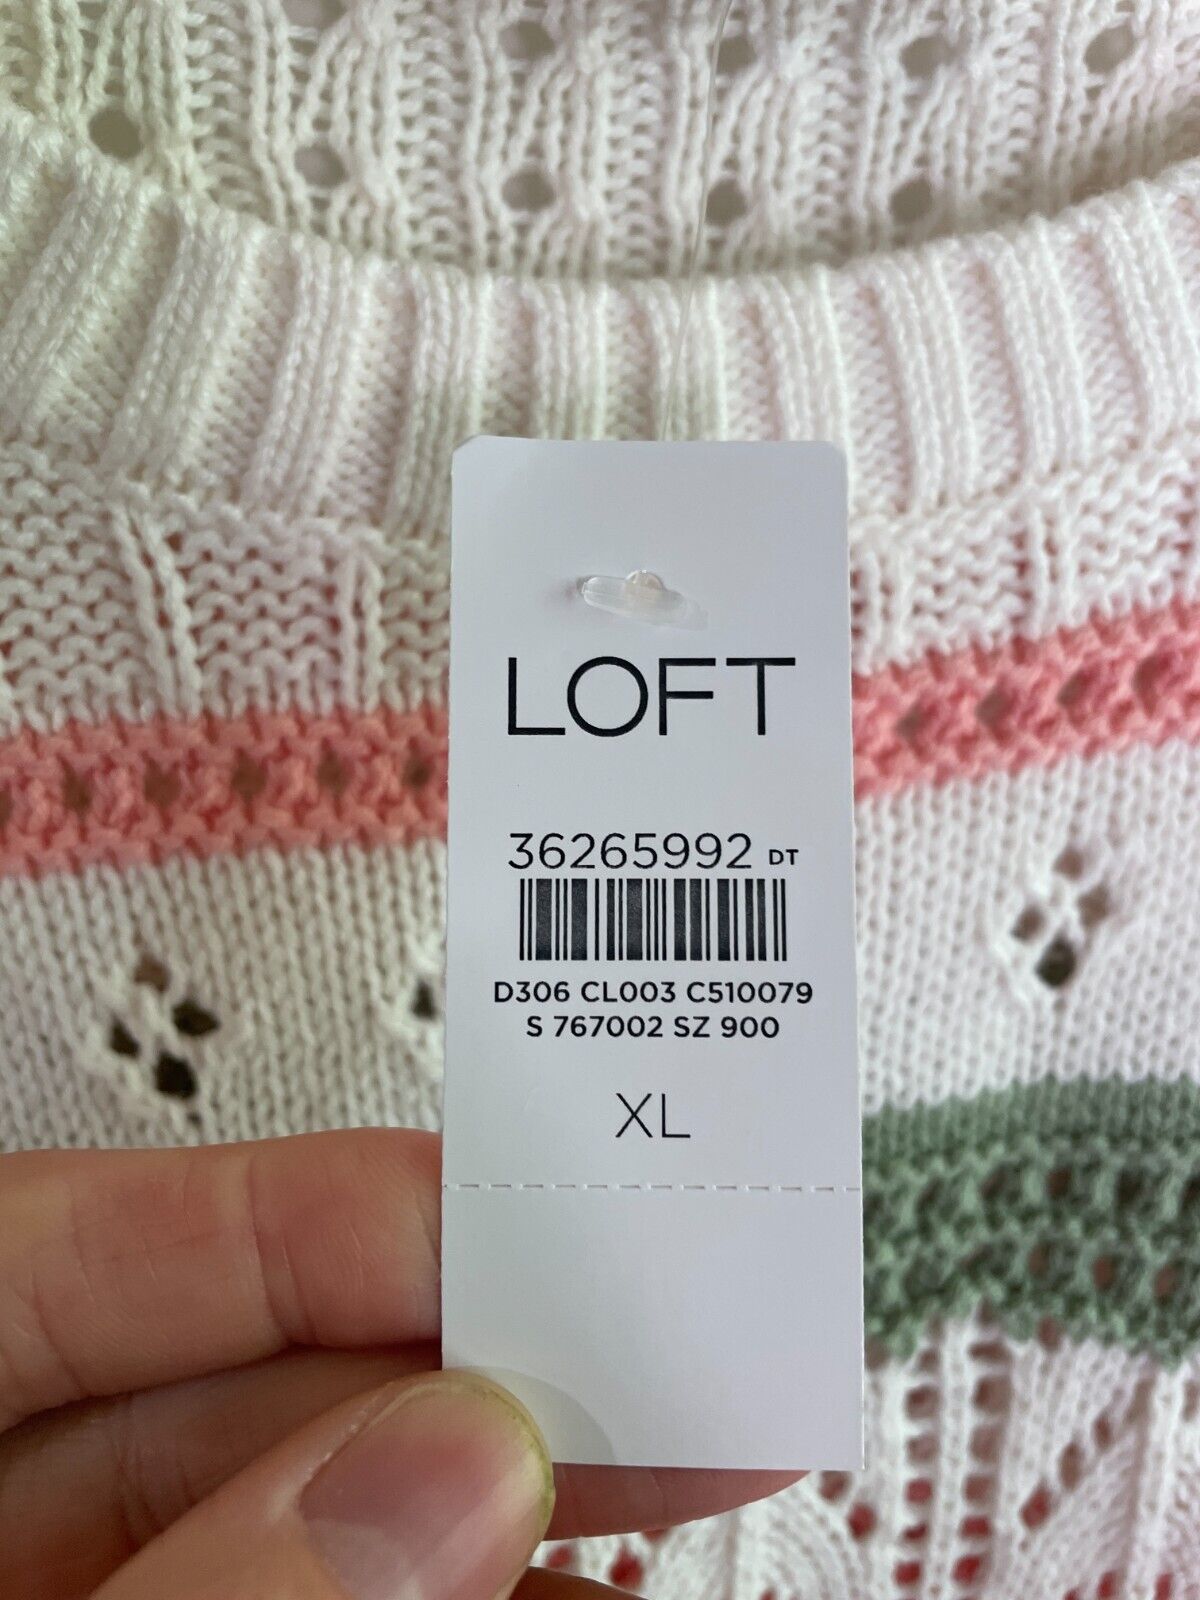 LOFT
36265992 DT
D306 CL003 C510079
S 767002 SZ 900
XL